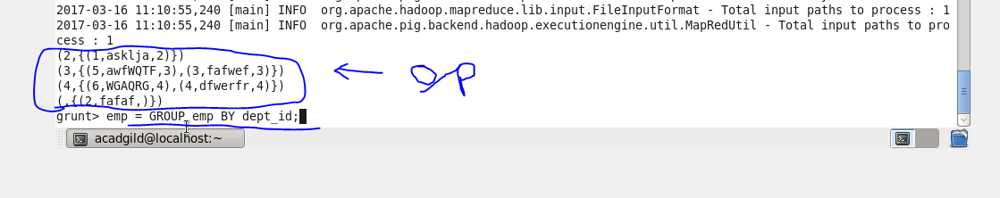 2017-03-16 11:10:55,240 [main] INFO  org.apache.hadoop.mapreduce.lib.input.FileInputFormat - Total input paths to process : 1
2017-03-16 11:10:55,240 [main] INFO  org.apache.pig.backend.hadoop.executionengine.util.MapRedUtil - Total input paths to pro
cess : 1
(2,{(1,asklja,2)})
(3,{(5,awfWQTF,3),(3,fafwef,3)})
(4,{(6,WGAQRG,4),(4,dfwerfr,4)})
(,{(2,fafaf,)})
op
grunt> emp = GROUP emp BY dept_id;
acadgild@localhost:~